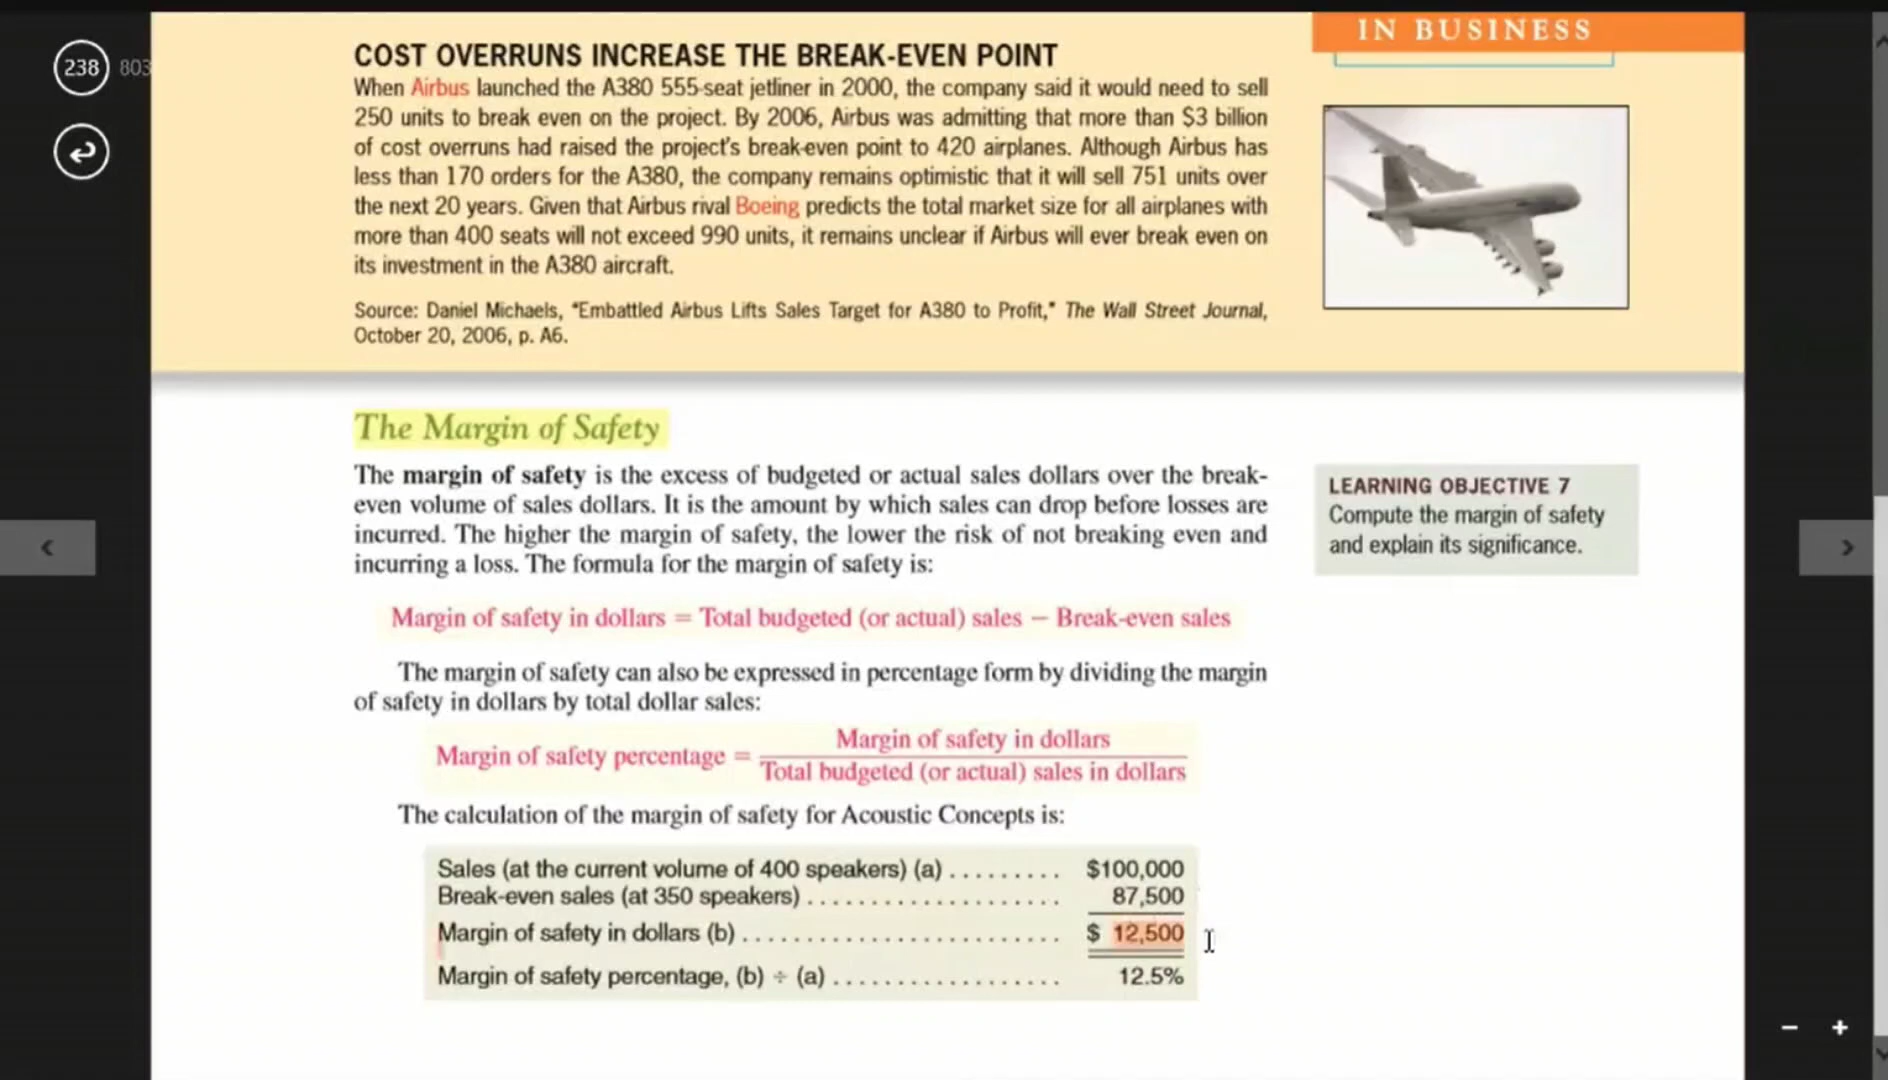 238 803
IN BUSINESS
COST OVERRUNS INCREASE THE BREAK-EVEN POINT
When Airbus launched the A380 555-seat jetliner in 2000, the company said it would need to sell
250 units to break even on the project. By 2006, Airbus was admitting that more than $3 billion
of cost overruns had raised the project's break-even point to 420 airplanes. Although Airbus has
less than 170 orders for the A380, the company remains optimistic that it will sell 751 units over
the next 20 years. Given that Airbus rival Boeing predicts the total market size for all airplanes with
more than 400 seats will not exceed 990 units, it remains unclear if Airbus will ever break even on
its investment in the A380 aircraft.
Source: Daniel Michaels, "Embattled Airbus Lifts Sales Target for A380 to Profit," The Wall Street Journal,
October 20, 2006, p. A6.
The Margin of Safety
The margin of safety is the excess of budgeted or actual sales dollars over the break-
even volume of sales dollars. It is the amount by which sales can drop before losses are
incurred. The higher the margin of safety, the lower the risk of not breaking even and
incurring a loss. The formula for the margin of safety is:
LEARNING OBJECTIVE 7
Compute the margin of safety
and explain its significance.
Margin of safety in dollars = Total budgeted (or actual) sales − Break-even sales
The margin of safety can also be expressed in percentage form by dividing the margin
of safety in dollars by total dollar sales:
Margin of safety percentage = Margin of safety in dollars
Total budgeted (or actual) sales in dollars
The calculation of the margin of safety for Acoustic Concepts is:
Sales (at the current volume of 400 speakers) (a) . . . . . . . . . $100,000
Break-even sales (at 350 speakers) . . . . . . . . . . . . . . . . . . . . 87,500
Margin of safety in dollars (b) . . . . . . . . . . . . . . . . . . . . . . . . . $ 12,500
Margin of safety percentage, (b) ÷ (a) . . . . . . . . . . . . . . . . . . 12.5%